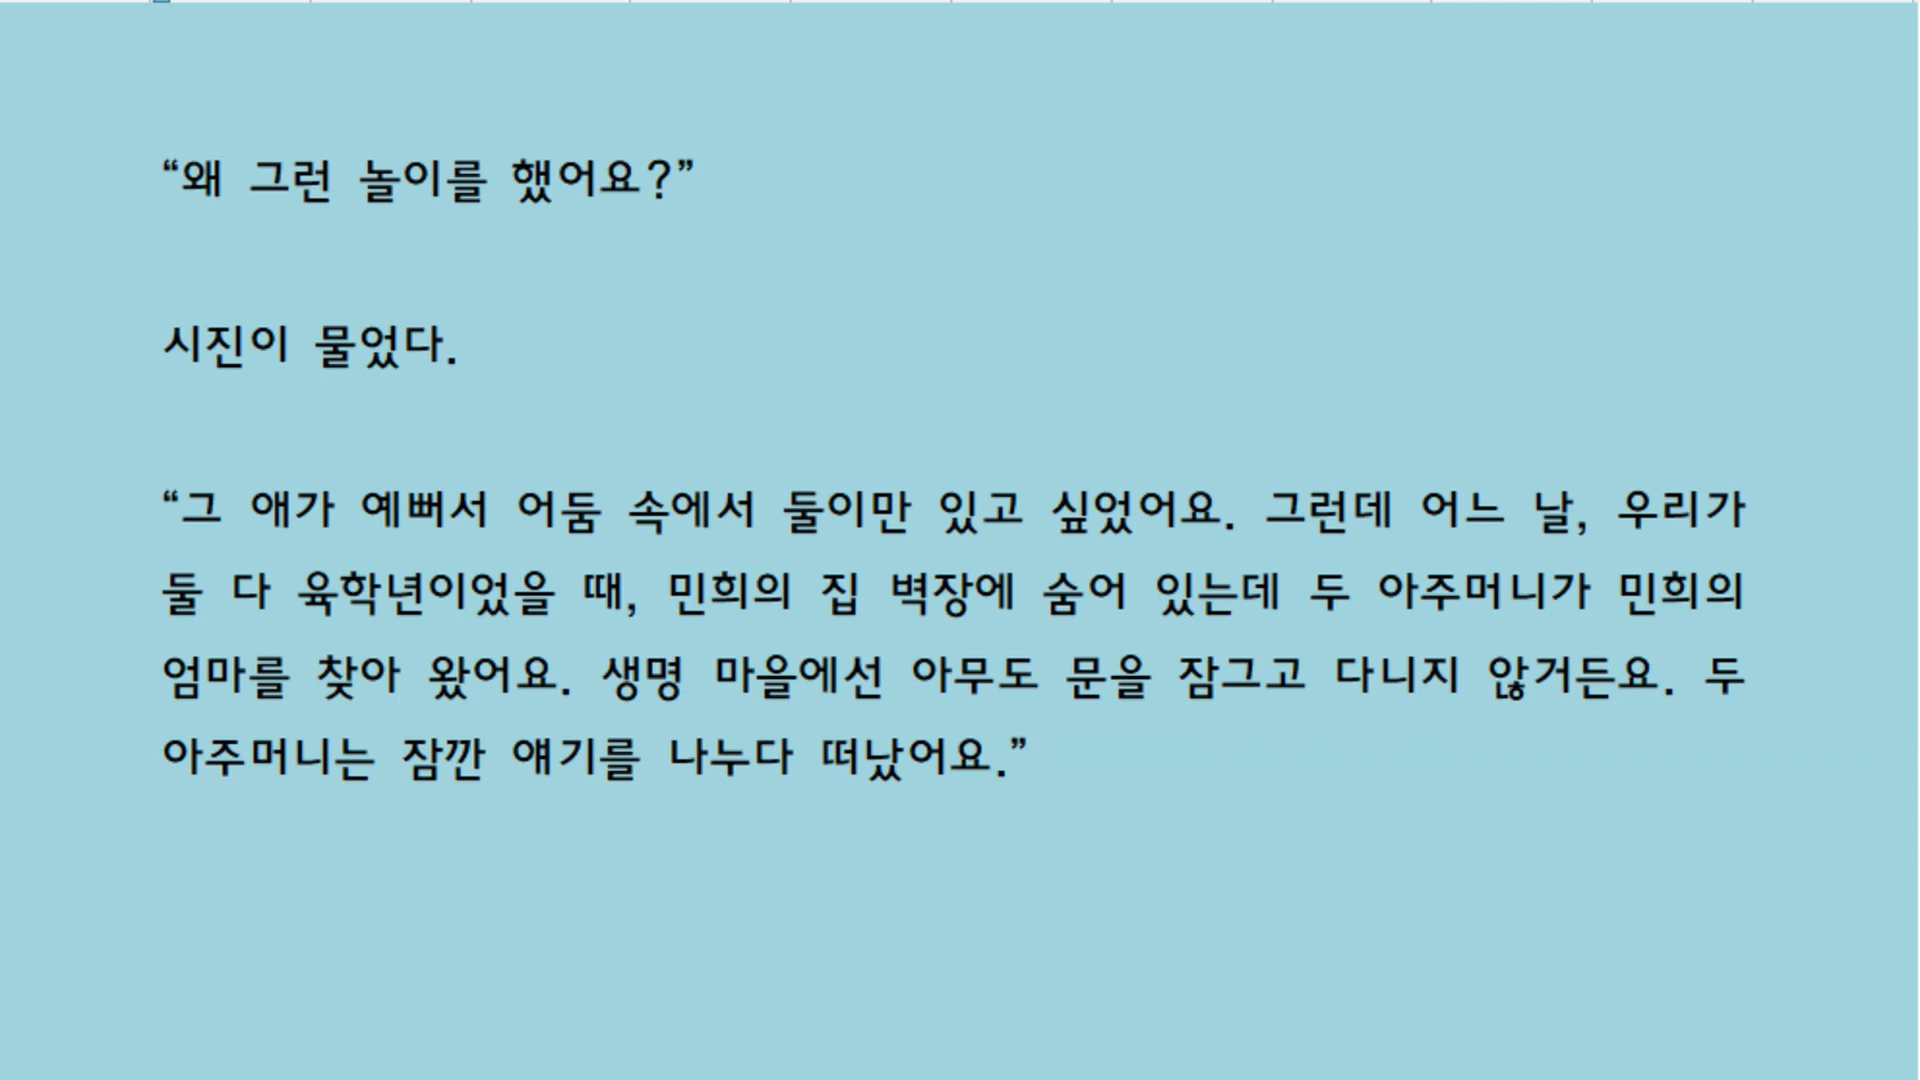 “왜 그런 놀이를 했어요?”
시진이 물었다.
“그 애가 예뻐서 어둠 속에서 둘이만 있고 싶었어요. 그런데 어느 날, 우리가
둘 다 육학년이었을 때, 민희의 집 벽장에 숨어 있는데 두 아주머니가 민희의
엄마를 찾아 왔어요. 생명 마을에선 아무도 문을 잠그고 다니지 않거든요. 두
아주머니는 잠깐 얘기를 나누다 떠났어요.”